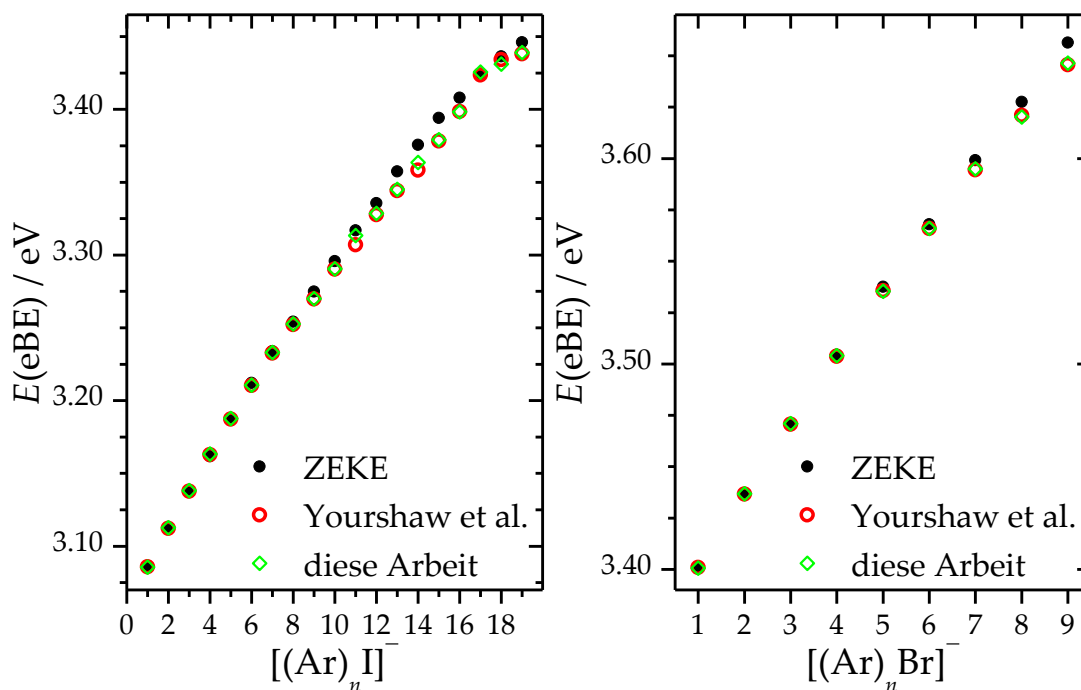 E(eBE) / eV
3.40
3.30
3.20
3.10
ZEKE
Yourshaw et al.
diese Arbeit
0 2 4 6 8 10 12 14 16 18
[(Ar)ₙI]⁻
E(eBE) / eV
3.60
3.50
3.40
ZEKE
Yourshaw et al.
diese Arbeit
1 2 3 4 5 6 7 8 9
[(Ar)ₙBr]⁻